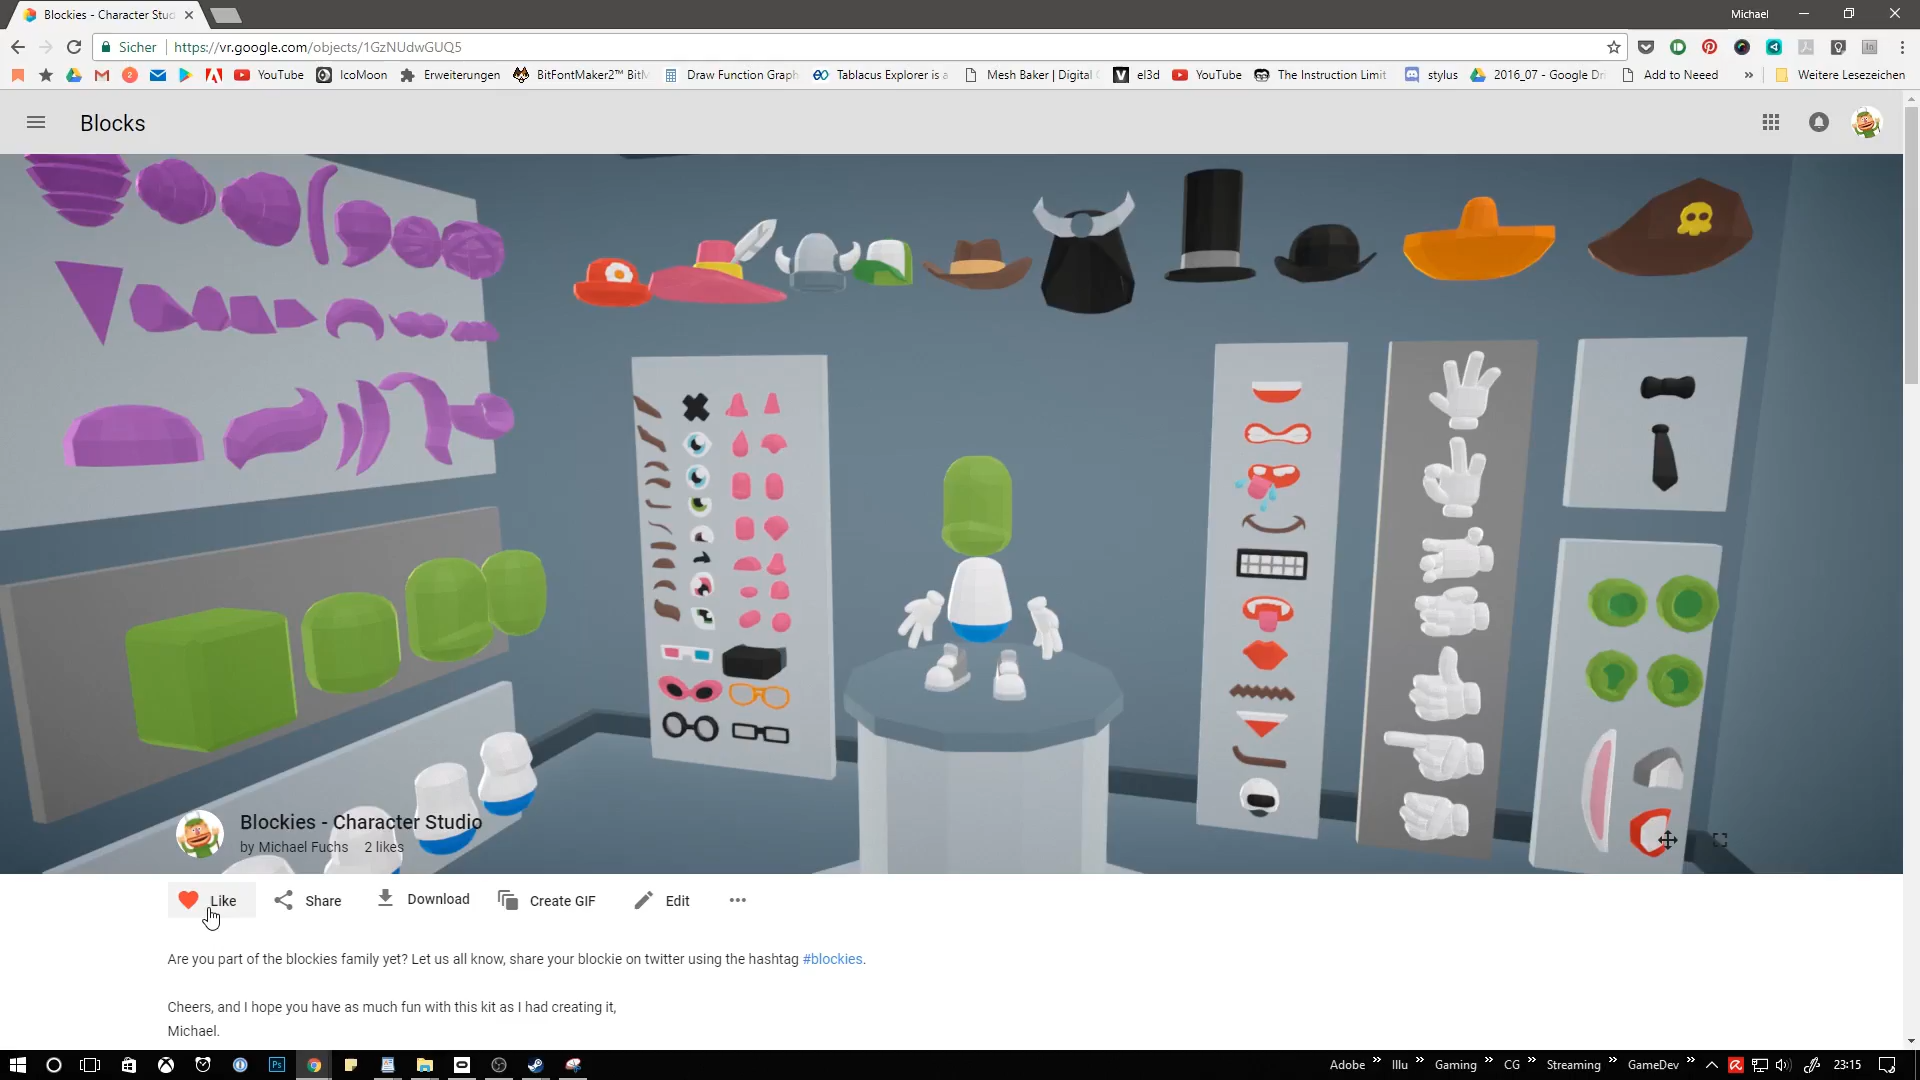 Blockies - Character Stud
Michael
Sicher
https://vr.google.com/objects/1GzNUdwGUQ5
YouTube
IcoMoon
Erweiterungen
BitFontMaker2™ BitM
Draw Function Graph
Tablacus Explorer is a
Mesh Baker | Digital
el3d
YouTube
The Instruction Limit
stylus
2016_07 - Google Dri
Add to Neeed
»
Weitere Lesezeichen
Blocks
Blockies - Character Studio
by Michael Fuchs 2 likes
Like
Share
Download
Create GIF
Edit
Are you part of the blockies family yet? Let us all know, share your blockie on twitter using the hashtag #blockies.
Cheers, and I hope you have as much fun with this kit as I had creating it,
Michael.
Ps
Adobe »
Illu »
Gaming »
CG »
Streaming »
GameDev »
23:15